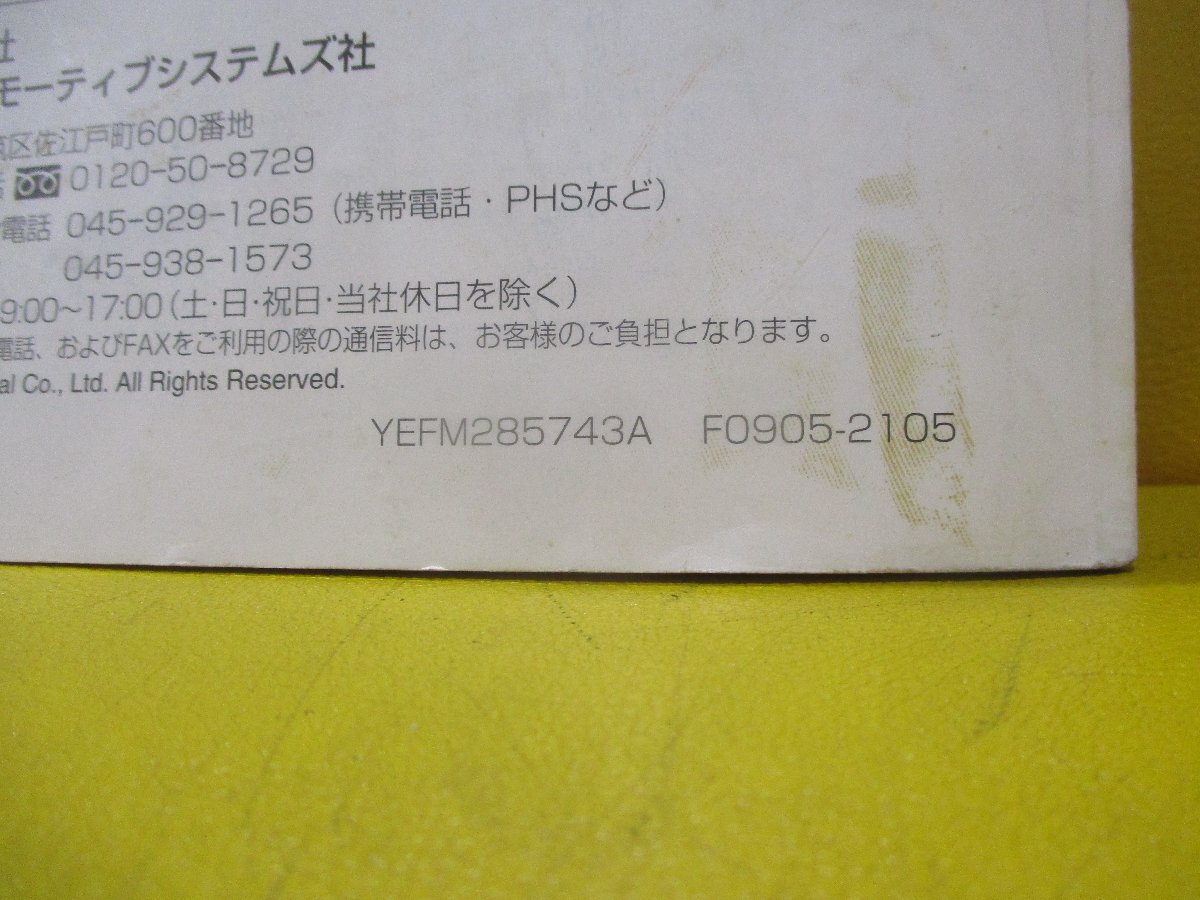 社
モーティブシステムズ社
筑区佐江戸町600番地
0120-50-8729
電話 045-929-1265（携帯電話・PHSなど）
045-938-1573
9:00〜17:00（土・日・祝日・当社休日を除く）
電話、およびFAXをご利用の際の通信料は、お客様のご負担となります。
al Co., Ltd. All Rights Reserved.
YEFM285743A F0905-2105